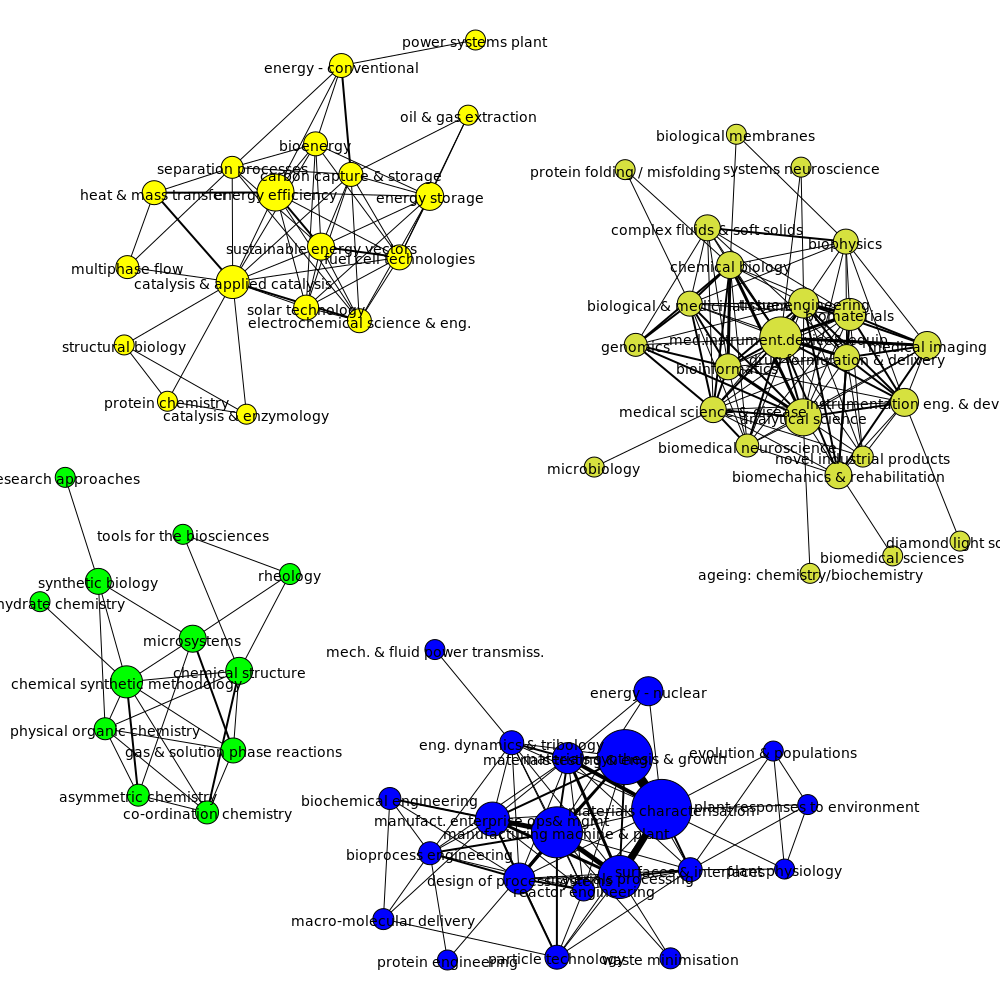 power systems plant
energy - conventional
oil & gas extraction
bioenergy
separation processes
carbon capture & storage
heat & mass transfer
energy efficiency
energy storage
sustainable energy vectors
fuel cell technologies
multiphase flow
catalysis & applied catalysis
solar technology
electrochemical science & eng.
structural biology
protein chemistry
catalysis & enzymology
biological membranes
protein folding / misfolding
systems neuroscience
complex fluids & soft solids
biophysics
chemical biology
biological & medicinal
tissue engineering
biomaterials
genomics
med.instrument.device& equip.
medical imaging
drug formulation & delivery
bioinformatics
medical science & disease
instrumentation eng. & dev
analytical science
biomedical neuroscience
novel industrial products
microbiology
biomechanics & rehabilitation
diamond light so
biomedical sciences
ageing: chemistry/biochemistry
esearch approaches
tools for the biosciences
rheology
synthetic biology
hydrate chemistry
microsystems
chemical structure
chemical synthetic methodology
physical organic chemistry
gas & solution phase reactions
asymmetric chemistry
co-ordination chemistry
mech. & fluid power transmiss.
energy - nuclear
eng. dynamics & tribology
materials
& growth
evolution & populations
biochemical engineering
materials characterisation
plant responses to environment
manufact. enterprise ops& mgmt
manufacturing machine & plant
bioprocess engineering
surfaces & interfaces
plant physiology
design of process
processing
reactor engineering
macro-molecular delivery
protein engineering
particle technology
waste minimisation